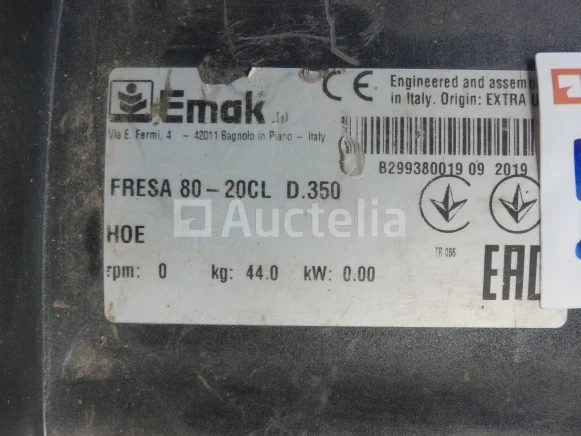 Emak
CE Engineered and assem
in Italy. Origin: EXTRA U
Via E. Fermi, 4 - 42011 Bagnolo in Piano - Italy
B299380019 09 2019
FRESA 80-20CL D.350
Auctelia
HOE
TR 066
rpm: 0 kg: 44.0 kW: 0.00
EAC